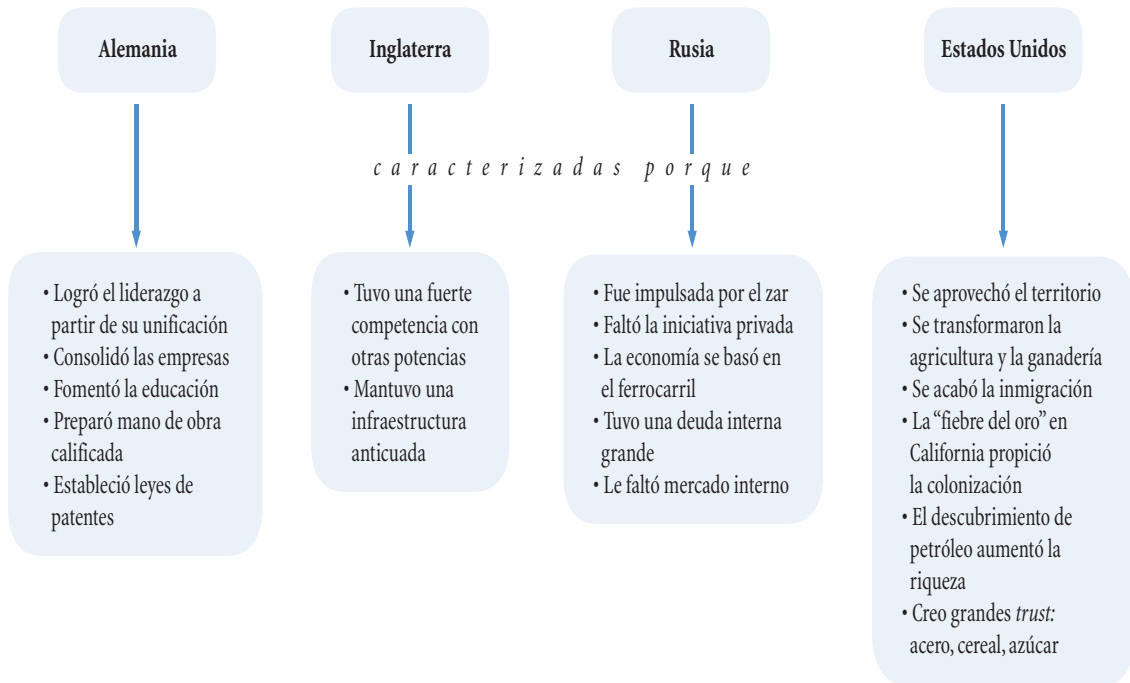 Alemania
Inglaterra
Rusia
Estados Unidos
caracterizadas porque
• Logró el liderazgo a
partir de su unificación
• Consolidó las empresas
• Fomentó la educación
• Preparó mano de obra
calificada
• Estableció leyes de
patentes
• Tuvo una fuerte
competencia con
otras potencias
• Mantuvo una
infraestructura
anticuada
• Fue impulsada por el zar
• Faltó la iniciativa privada
• La economía se basó en
el ferrocarril
• Tuvo una deuda interna
grande
• Le faltó mercado interno
• Se aprovechó el territorio
• Se transformaron la
agricultura y la ganadería
• Se acabó la inmigración
• La “fiebre del oro” en
California propició
la colonización
• El descubrimiento de
petróleo aumentó la
riqueza
• Creo grandes trust:
acero, cereal, azúcar